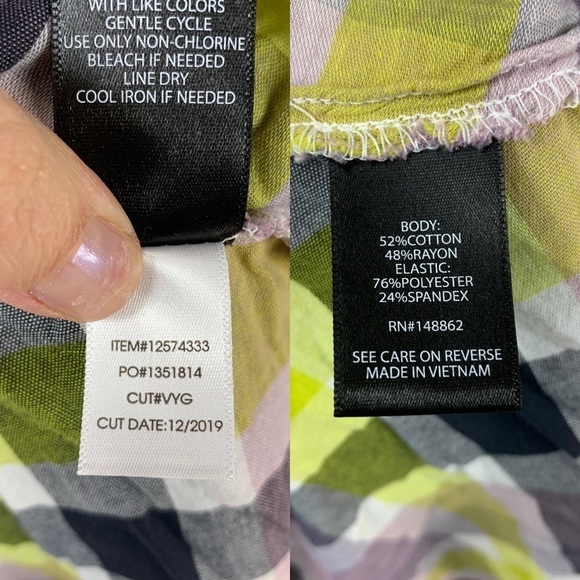 WITH LIKE COLORS
GENTLE CYCLE
USE ONLY NON-CHLORINE
BLEACH IF NEEDED
LINE DRY
COOL IRON IF NEEDED
ITEM#12574333
PO#1351814
CUT#VYG
CUT DATE:12/2019
BODY:
52%COTTON
48%RAYON
ELASTIC:
76%POLYESTER
24%SPANDEX
RN#148862
SEE CARE ON REVERSE
MADE IN VIETNAM